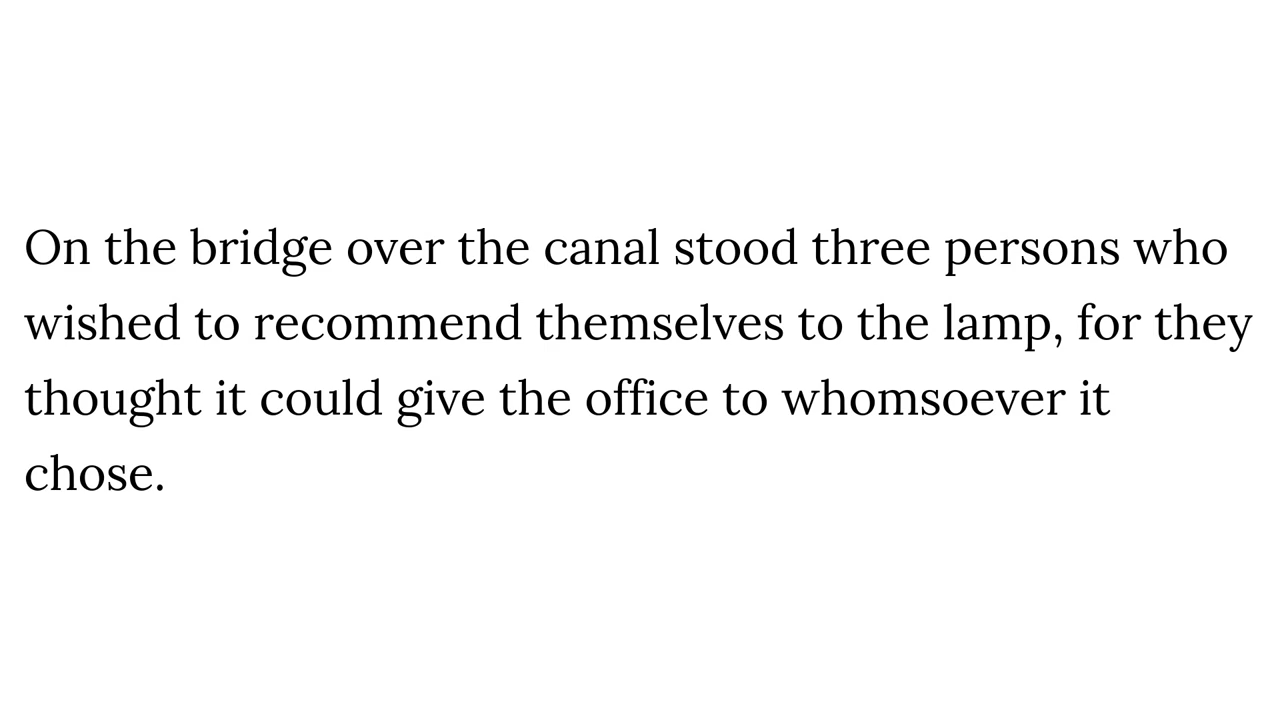 On the bridge over the canal stood three persons who
wished to recommend themselves to the lamp, for they
thought it could give the office to whomsoever it
chose.